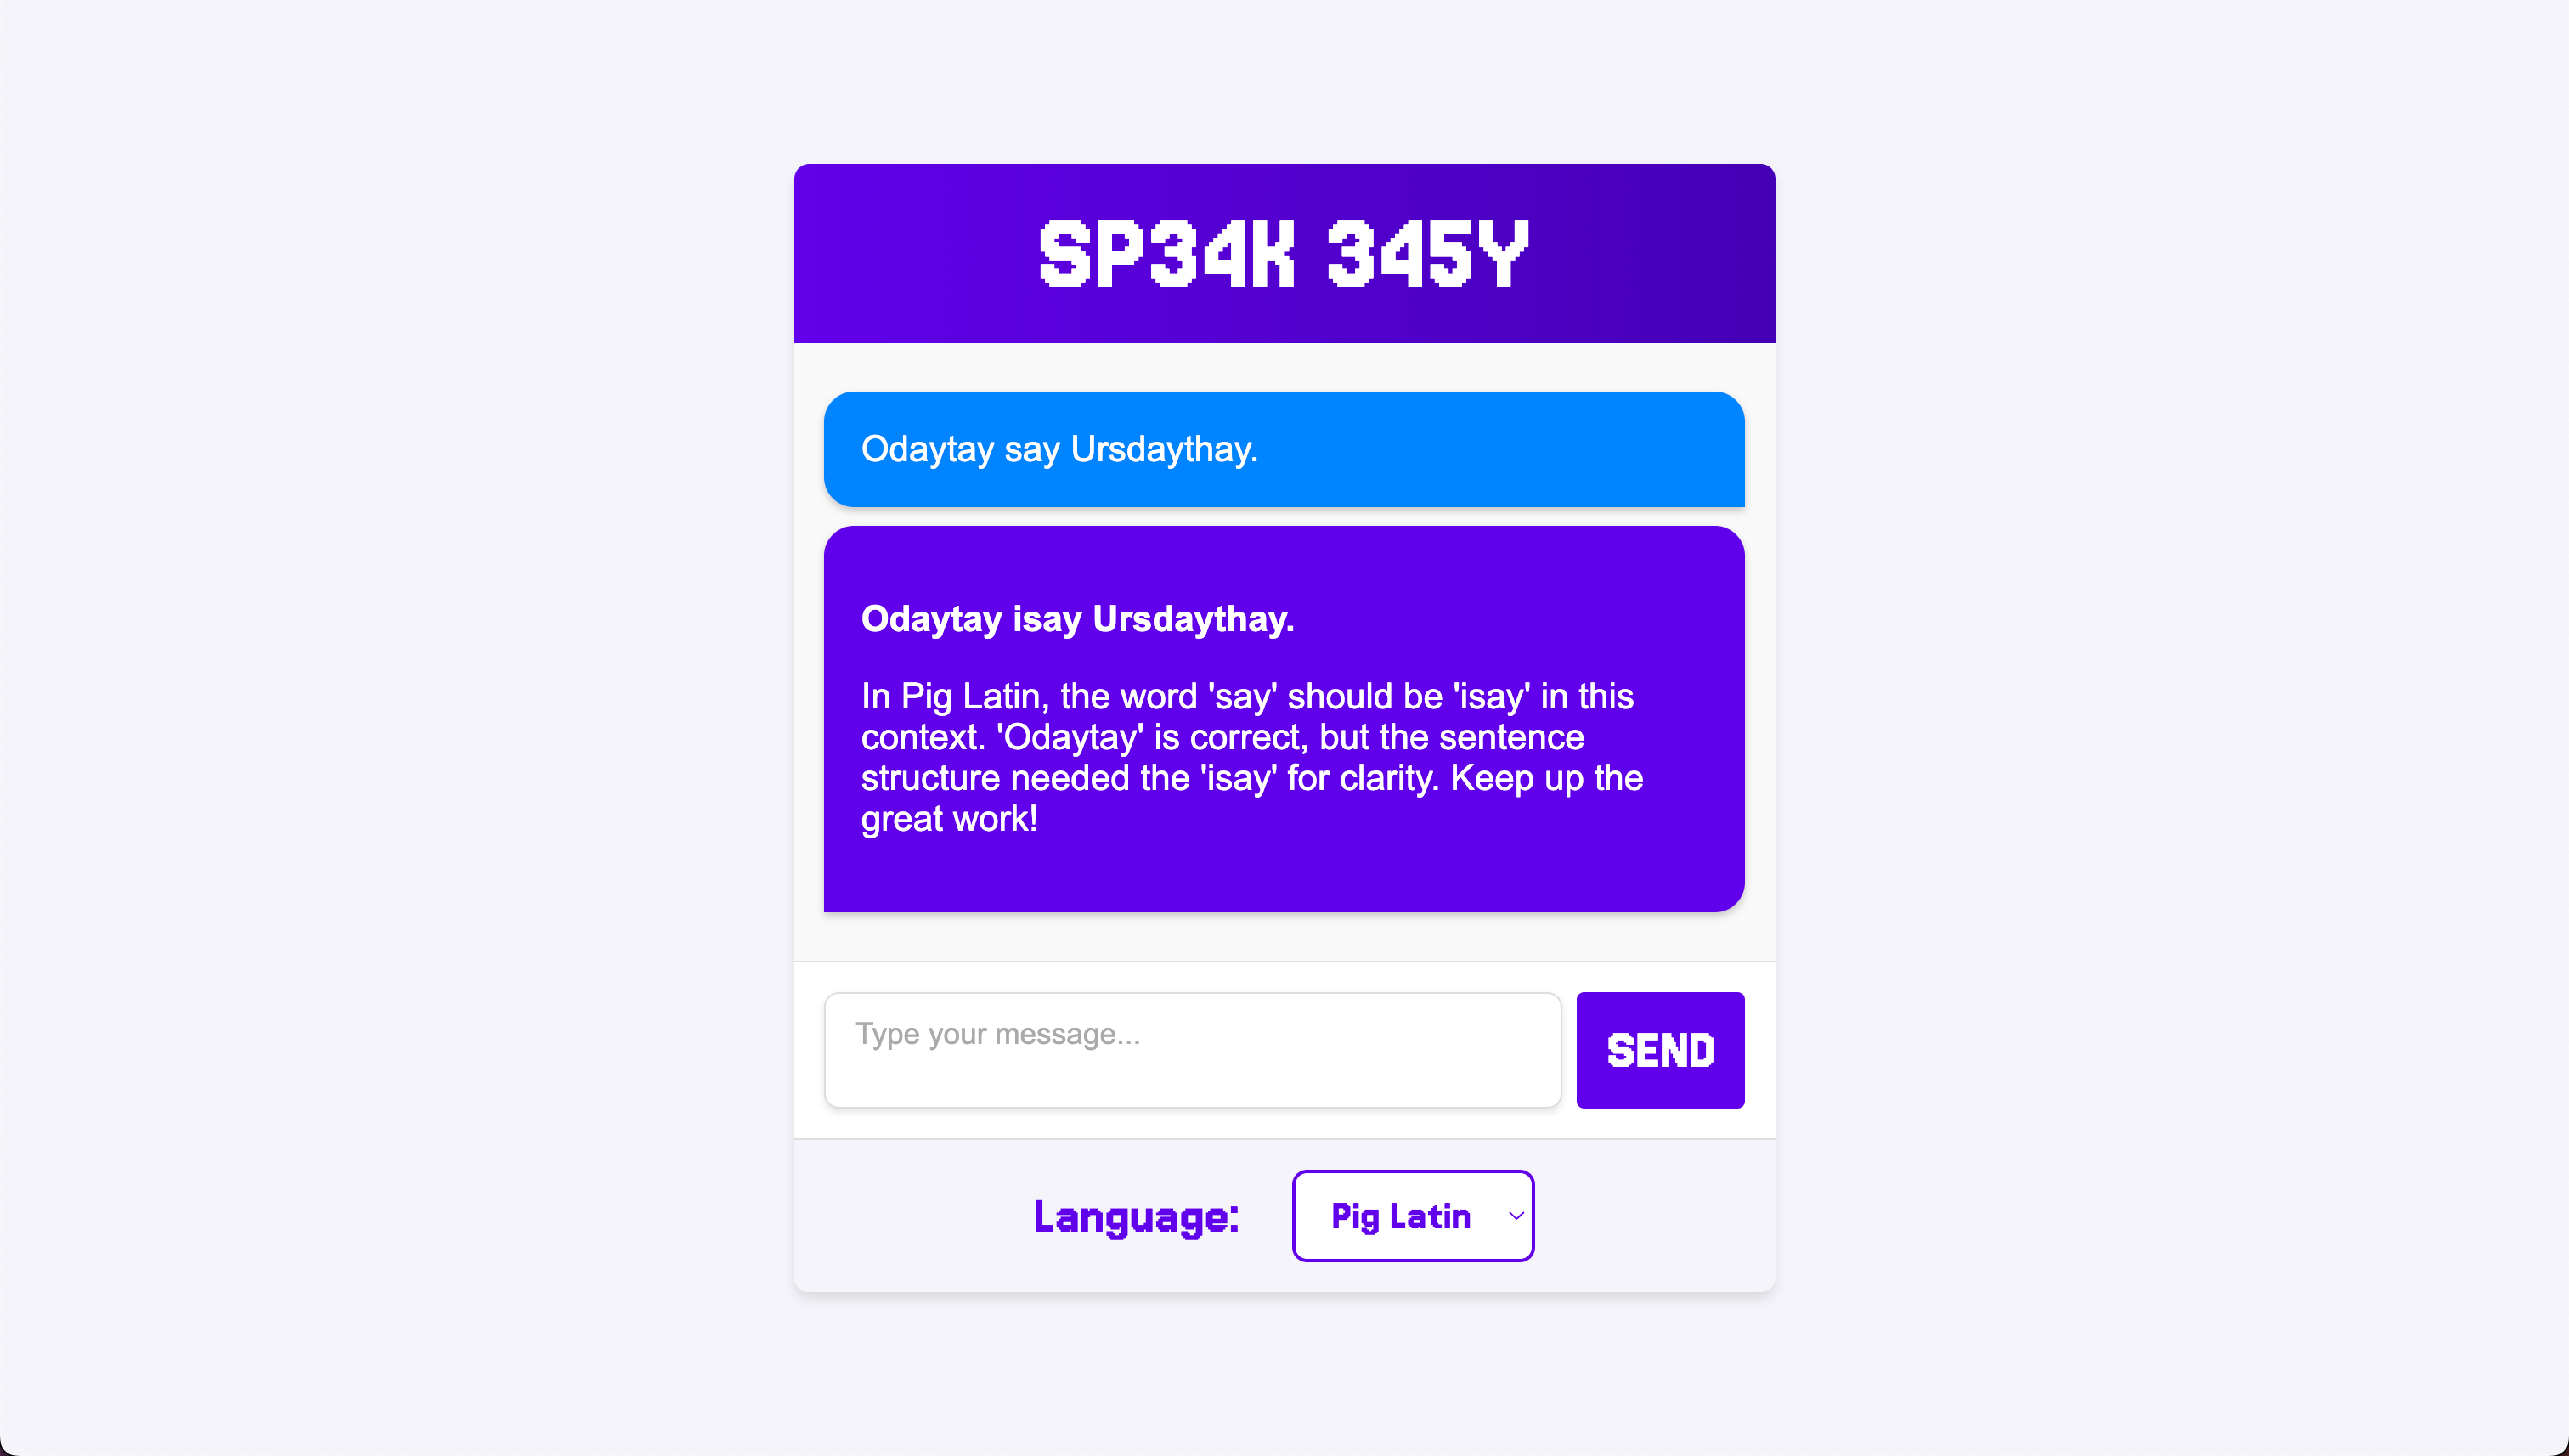 SP34K 345Y
Odaytay say Ursdaythay.
Odaytay isay Ursdaythay.
In Pig Latin, the word 'say' should be 'isay' in this
context. 'Odaytay' is correct, but the sentence
structure needed the 'isay' for clarity. Keep up the
great work!
Type your message...
SEND
Language:
Pig Latin